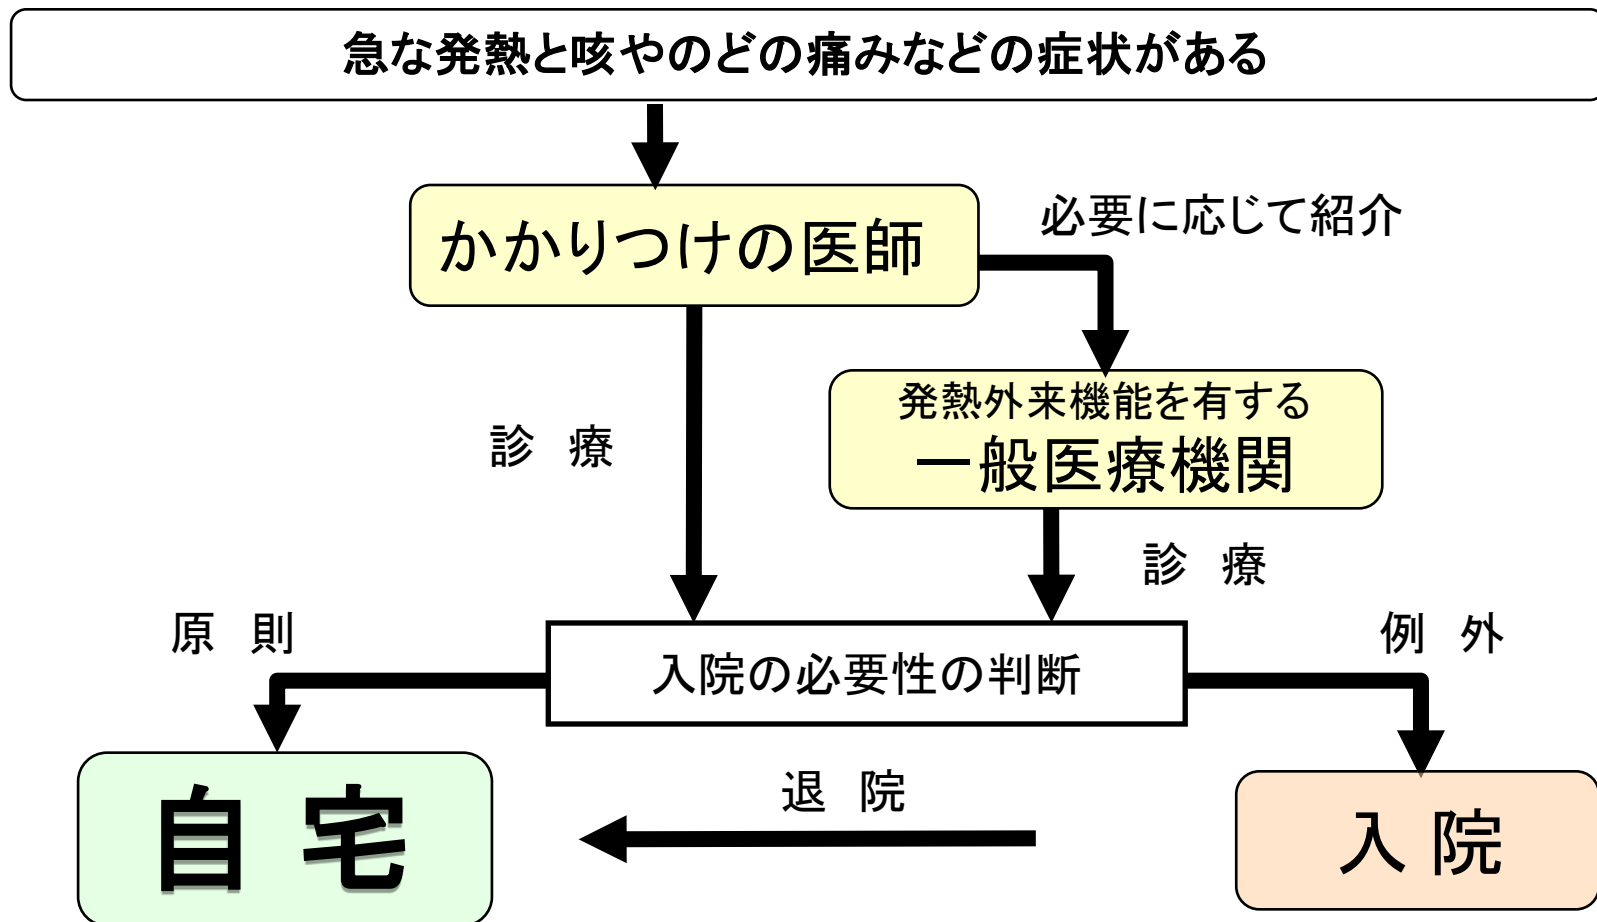 急な発熱と咳やのどの痛みなどの症状がある
かかりつけの医師
必要に応じて紹介
発熱外来機能を有する
一般医療機関
診　療
診　療
原　則
入院の必要性の判断
例　外
自 宅
退　院
入 院